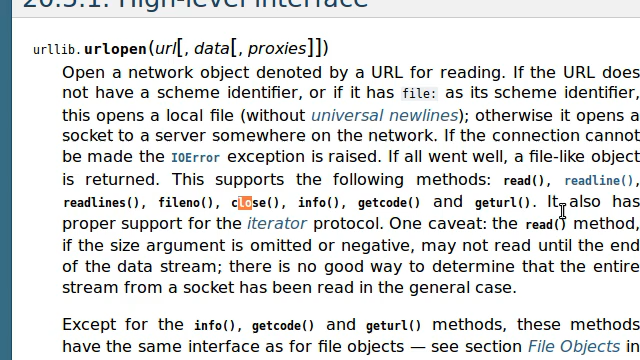 20.5.1. High-level interface
urllib.urlopen(url[, data[, proxies]])
Open a network object denoted by a URL for reading. If the URL does
not have a scheme identifier, or if it has file: as its scheme identifier,
this opens a local file (without universal newlines); otherwise it opens a
socket to a server somewhere on the network. If the connection cannot
be made the IOError exception is raised. If all went well, a file-like object
is returned. This supports the following methods: read(), readline(),
readlines(), fileno(), close(), info(), getcode() and geturl(). It also has
proper support for the iterator protocol. One caveat: the read() method,
if the size argument is omitted or negative, may not read until the end
of the data stream; there is no good way to determine that the entire
stream from a socket has been read in the general case.
Except for the info(), getcode() and geturl() methods, these methods
have the same interface as for file objects — see section File Objects in